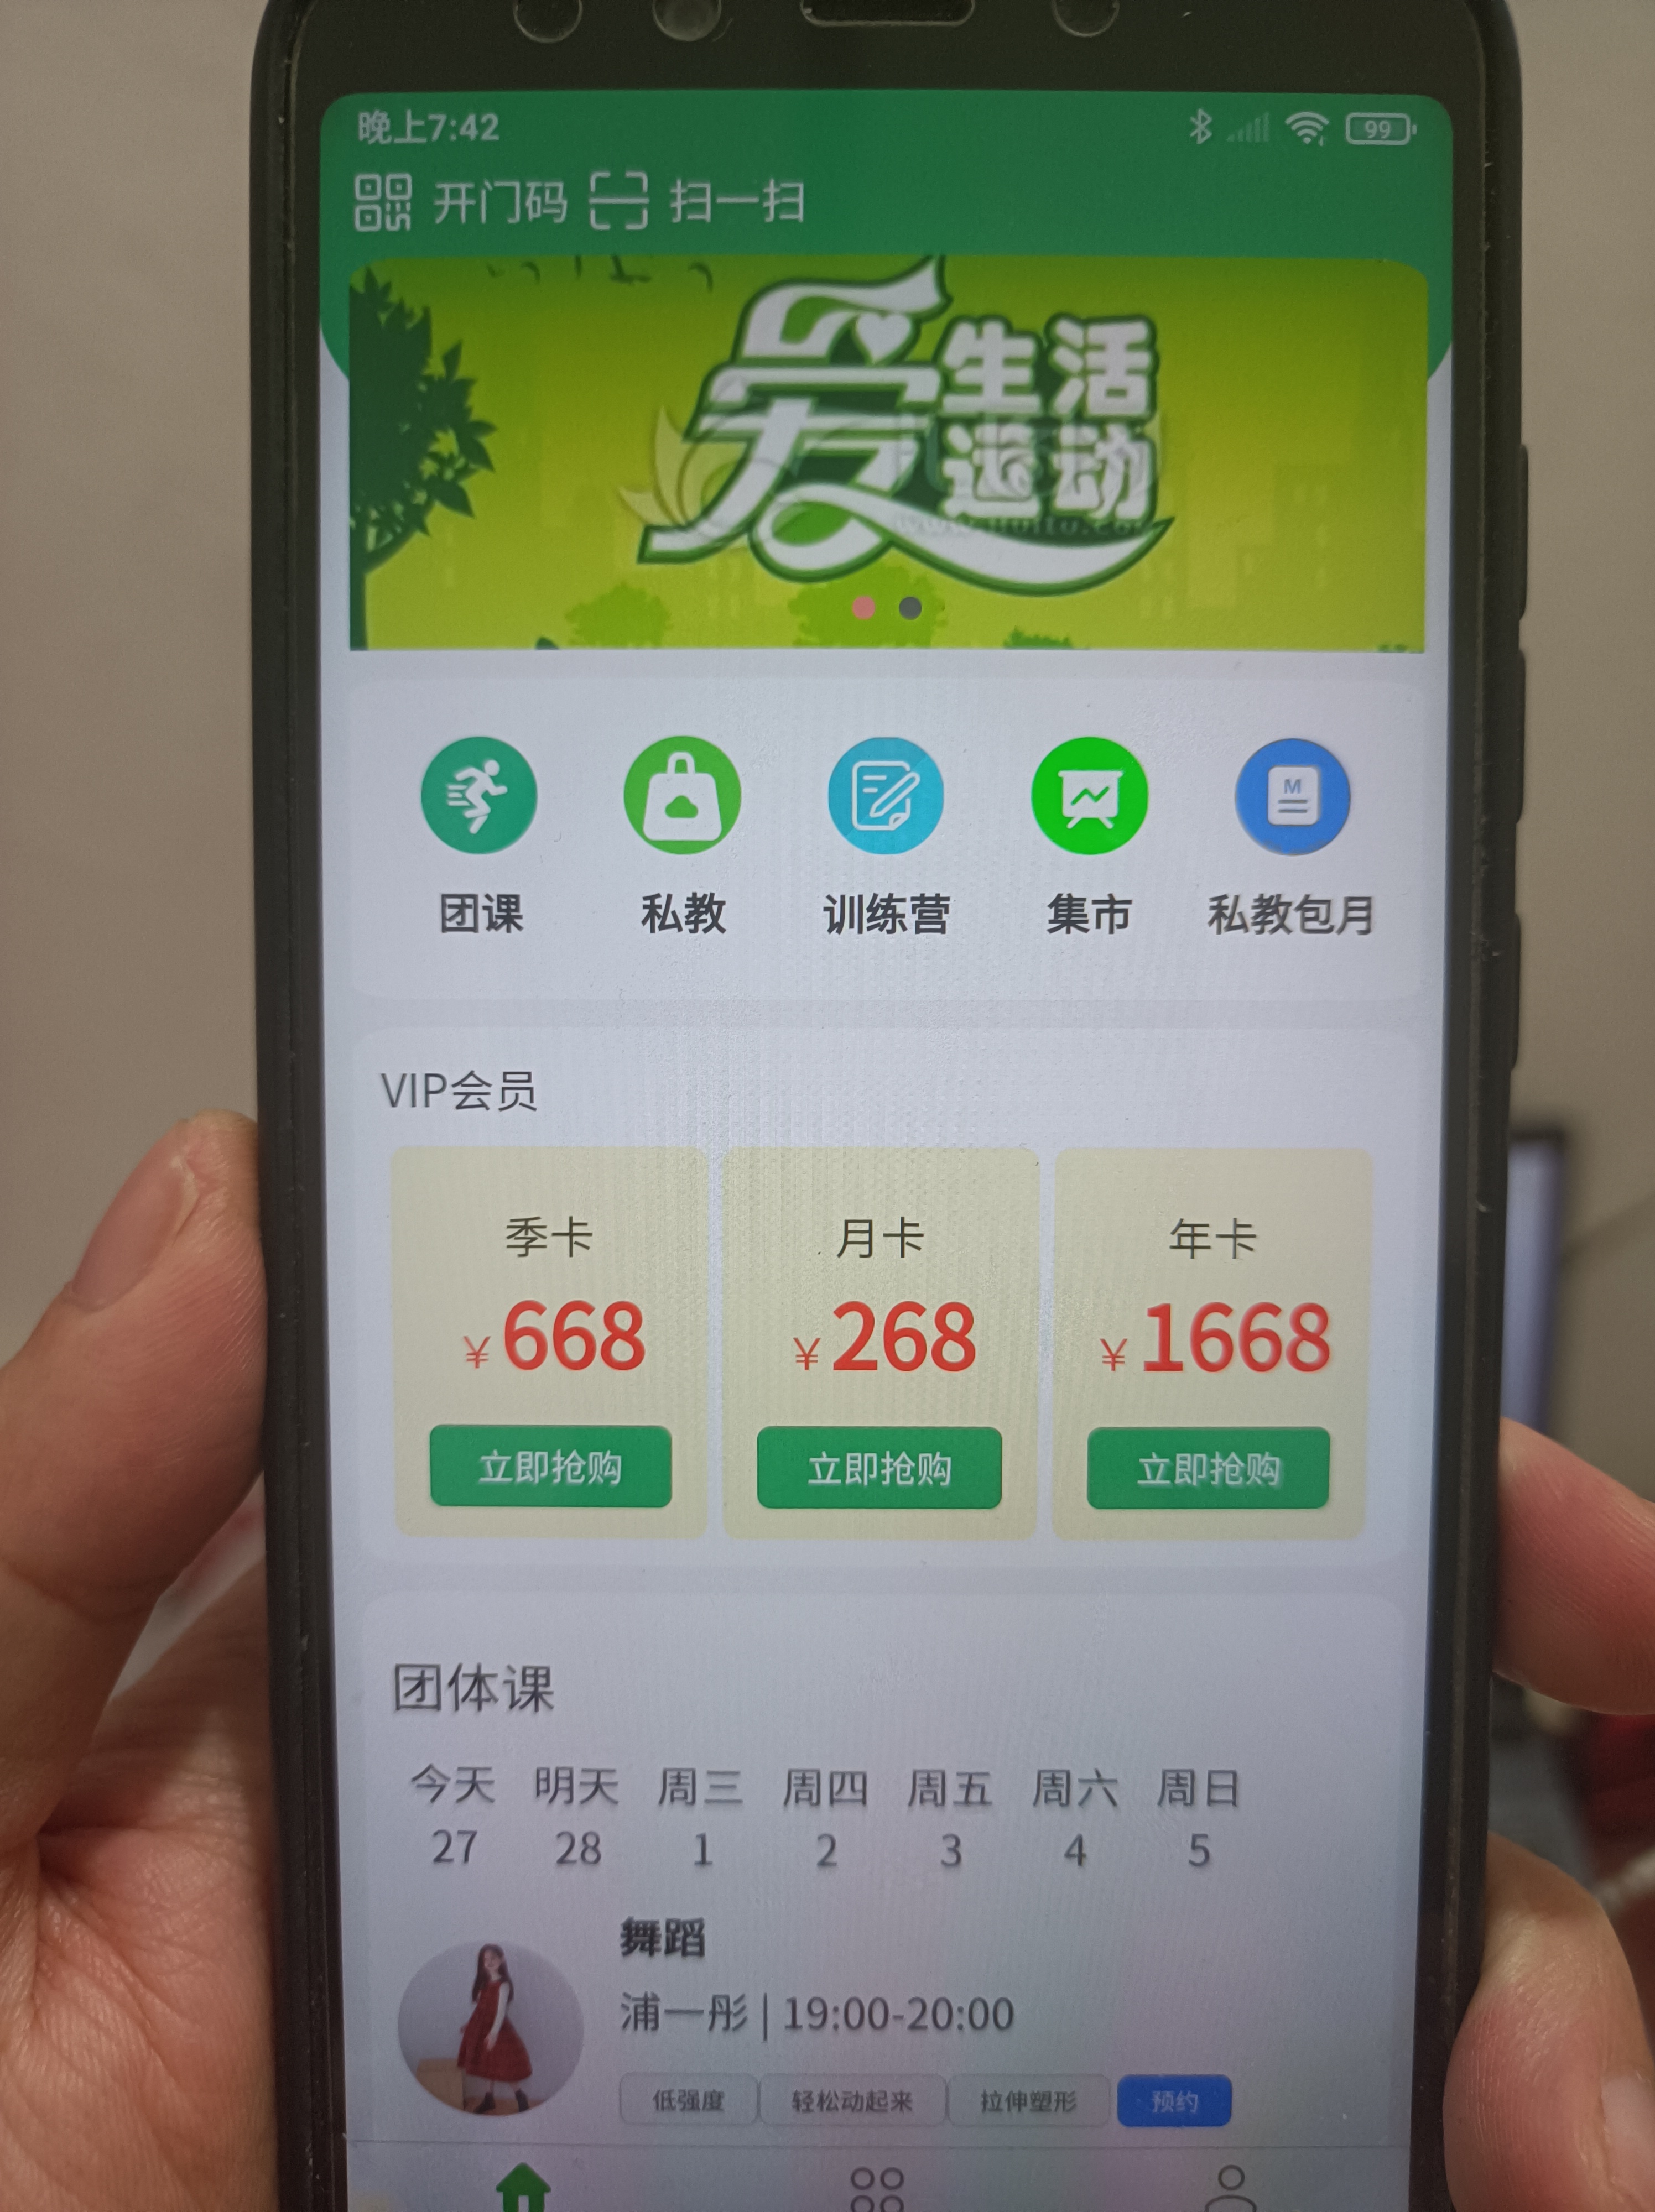 晚上7:42
99
开门码 扫一扫
爱生活
运动
团课 私教 训练营 集市 M 私教包月
VIP会员
季卡 月卡 年卡
¥668 ¥268 ¥1668
立即抢购 立即抢购 立即抢购
团体课
今天 明天 周三 周四 周五 周六 周日
27 28 1 2 3 4 5
舞蹈
浦一彤 | 19:00-20:00
低强度 轻松动起来 拉伸塑形 预约